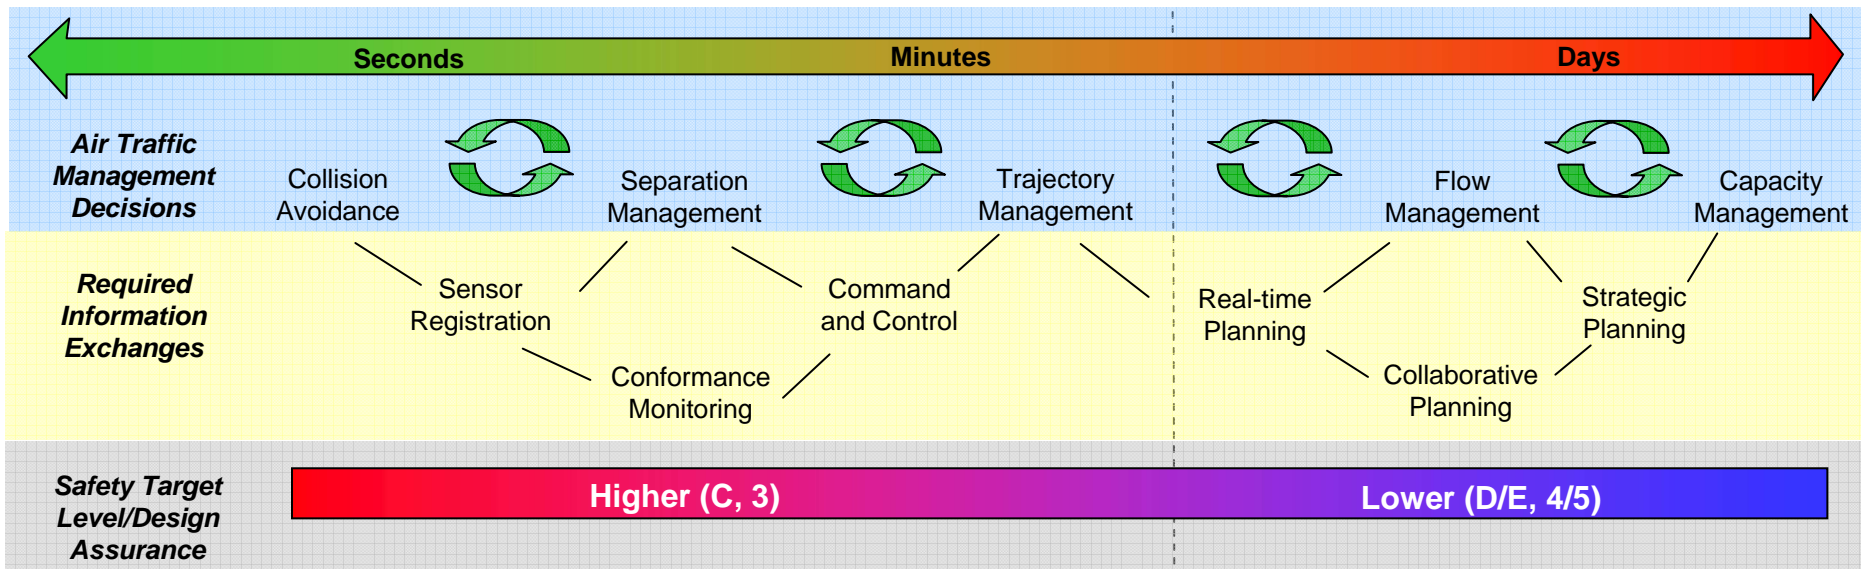 Seconds
Minutes
Days
Air Traffic
Management
Decisions
Collision
Avoidance
Separation
Management
Trajectory
Management
Flow
Management
Capacity
Management
Required
Information
Exchanges
Sensor
Registration
Command
and Control
Real-time
Planning
Strategic
Planning
Conformance
Monitoring
Collaborative
Planning
Safety Target
Level/Design
Assurance
Higher (C, 3)
Lower (D/E, 4/5)